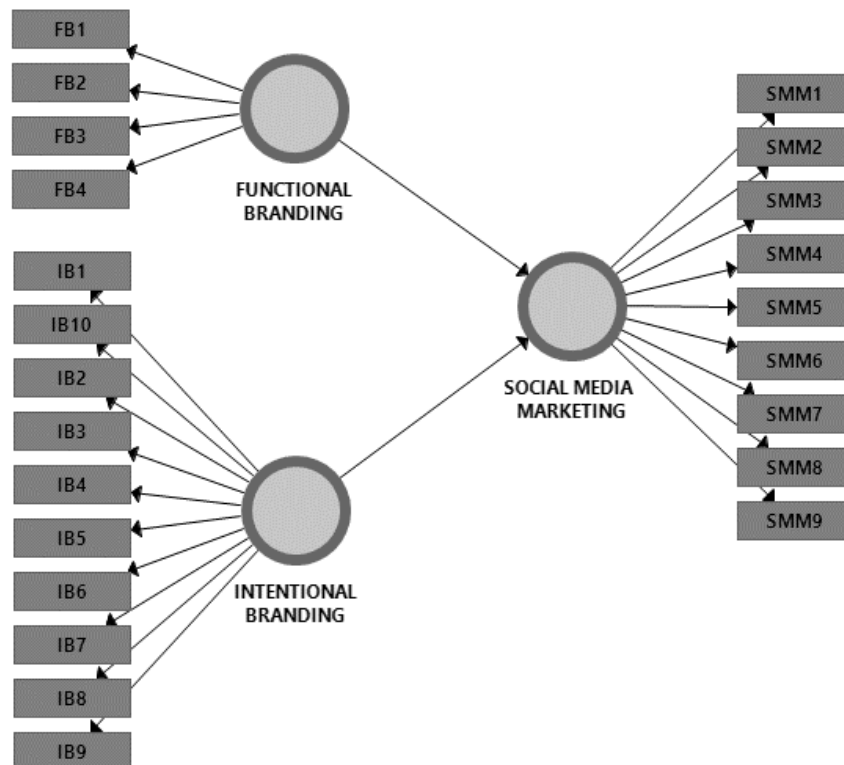 FB1
FB2
FB3
FB4
FUNCTIONAL
BRANDING
IB1
IB10
IB2
IB3
IB4
IB5
IB6
IB7
IB8
IB9
INTENTIONAL
BRANDING
SOCIAL MEDIA
MARKETING
SMM1
SMM2
SMM3
SMM4
SMM5
SMM6
SMM7
SMM8
SMM9